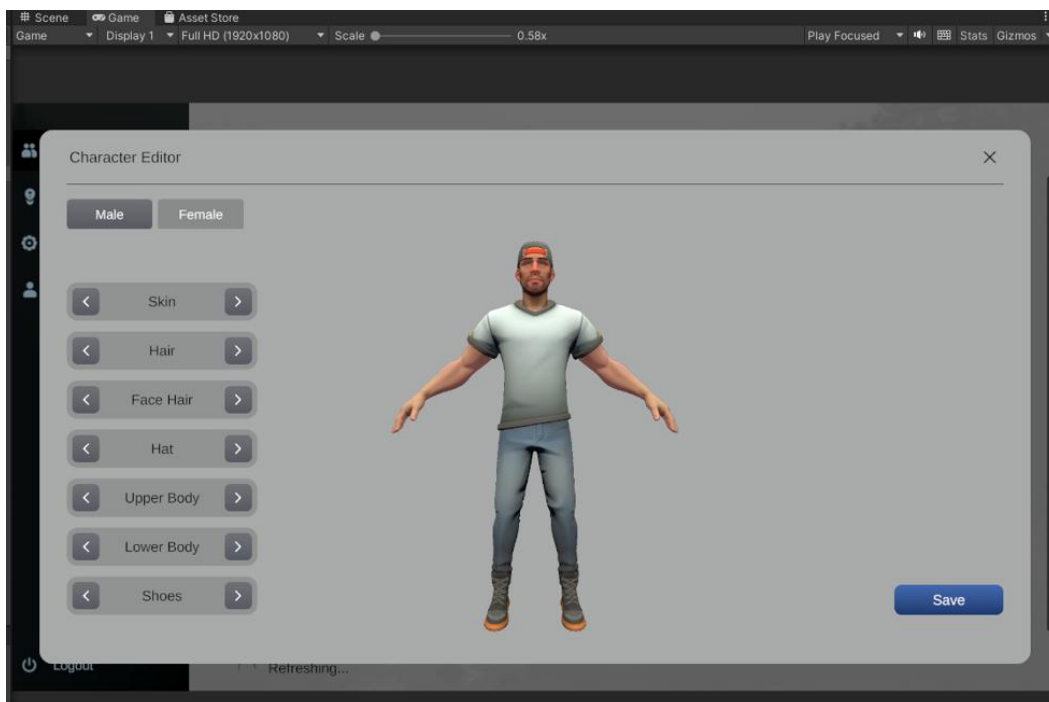 Scene Game Asset Store
Game Display 1 Full HD (1920x1080) Scale 0.58x Play Focused Stats Gizmos
Character Editor
Male Female
Skin
Hair
Face Hair
Hat
Upper Body
Lower Body
Shoes
Save
Logout Refreshing...